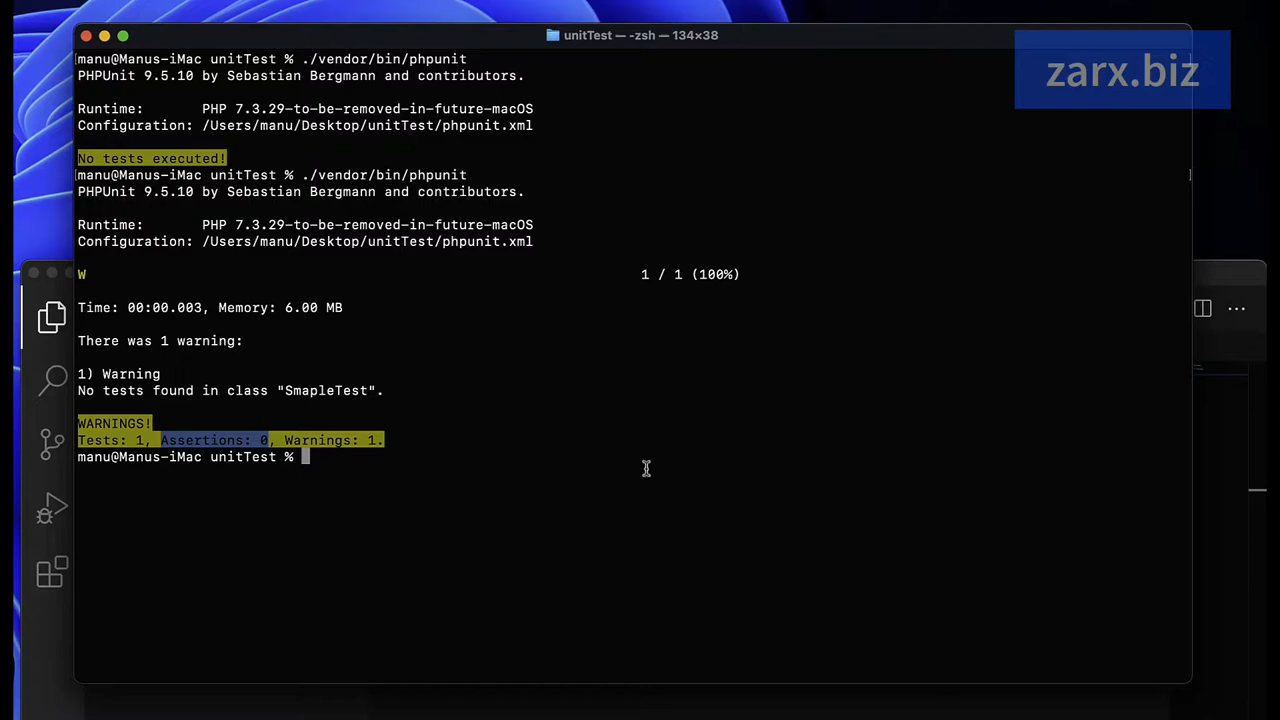 unitTest — -zsh — 134×38
zarx.biz
[manu@Manus-iMac unitTest % ./vendor/bin/phpunit
PHPUnit 9.5.10 by Sebastian Bergmann and contributors.
Runtime:       PHP 7.3.29-to-be-removed-in-future-macOS
Configuration: /Users/manu/Desktop/unitTest/phpunit.xml
No tests executed!
[manu@Manus-iMac unitTest % ./vendor/bin/phpunit ]
PHPUnit 9.5.10 by Sebastian Bergmann and contributors.
Runtime:       PHP 7.3.29-to-be-removed-in-future-macOS
Configuration: /Users/manu/Desktop/unitTest/phpunit.xml
W 1 / 1 (100%)
Time: 00:00.003, Memory: 6.00 MB
There was 1 warning:
1) Warning
No tests found in class "SmapleTest".
WARNINGS!
Tests: 1, Assertions: 0, Warnings: 1.
manu@Manus-iMac unitTest %